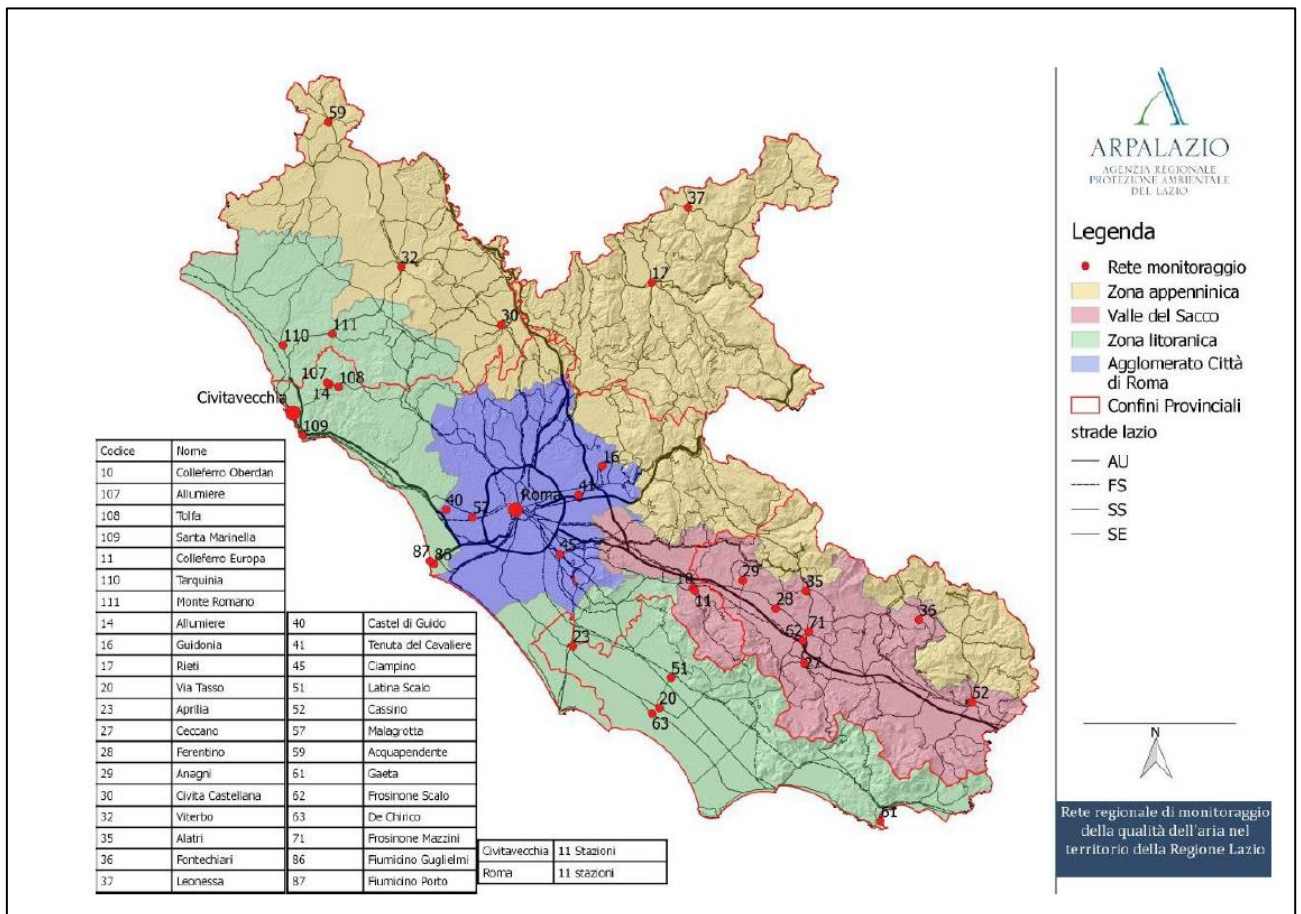 59
37
32
17
30
110
111
107
108
14
Civitavecchia
109
16
41
Roma
40
57
87
86
45
10
11
29
28
35
36
71
62
27
23
51
20
63
52
61
Codice Nome
10 Colleferro Oberdan
107 Allumiere
108 Tolfa
109 Santa Marinella
11 Colleferro Europa
110 Tarquinia
111 Monte Romano
14 Allumiere
16 Guidonia
17 Rieti
20 Via Tasso
23 Aprilia
27 Ceccano
28 Ferentino
29 Anagni
30 Civita Castellana
32 Viterbo
35 Alatri
36 Fontechiari
37 Leonessa
40 Castel di Guido
41 Tenuta del Cavaliere
45 Ciampino
51 Latina Scalo
52 Cassino
57 Malagrotta
59 Acquapendente
61 Gaeta
62 Frosinone Scalo
63 De Chirico
71 Frosinone Mazzini
86 Fiumicino Guglielmi
87 Fiumicino Porto
Civitavecchia 11 Stazioni
Roma 11 stazioni
ARPALAZIO
AGENZIA REGIONALE
PROTEZIONE AMBIENTALE
DEL LAZIO
Legenda
Rete monitoraggio
Zona appenninica
Valle del Sacco
Zona litoranica
Agglomerato Città
di Roma
Confini Provinciali
strade lazio
AU
FS
SS
SE
N
Rete regionale di monitoraggio
della qualità dell'aria nel
territorio della Regione Lazio